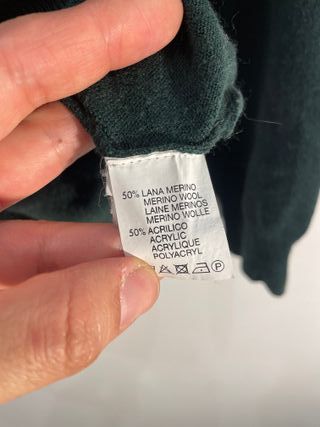 50% LANA MERINO
MERINO WOOL
LAINE MERINOS
MERINO WOLLE
50% ACRILICO
ACRYLIC
ACRYLIQUE
POLYACRYL
P